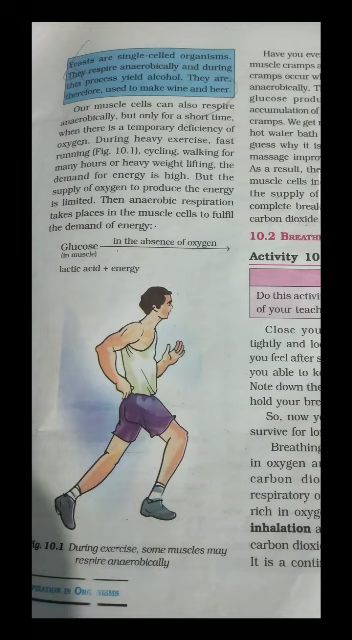 Yeasts are single-celled organisms.
They respire anaerobically and during
this process yield alcohol. They are,
therefore, used to make wine and beer.
Our muscle cells can also respire
anaerobically, but only for a short time,
when there is a temporary deficiency of
oxygen. During heavy exercise, fast
running (Fig. 10.1), cycling, walking for
many hours or heavy weight lifting, the
demand for energy is high. But the
supply of oxygen to produce the energy
is limited. Then anaerobic respiration
takes places in the muscle cells to fulfil
the demand of energy:
Glucose in the absence of oxygen
(in muscle)
lactic acid + energy
Fig. 10.1 During exercise, some muscles may
respire anaerobically
Have you eve
muscle cramps a
cramps occur w
anaerobically. T
glucose produ
accumulation of
cramps. We get r
hot water bath
guess why it is
massage improv
As a result, the
muscle cells in
the supply of
complete break
carbon dioxide
10.2 BREATH
Activity 10
Do this activi
of your teach
Close you
tightly and lo
you feel after s
you able to k
Note down the
hold your bre
So, now y
survive for lo
Breathing
in oxygen a
carbon dio
respiratory o
rich in oxyg
inhalation a
carbon dioxi
It is a conti